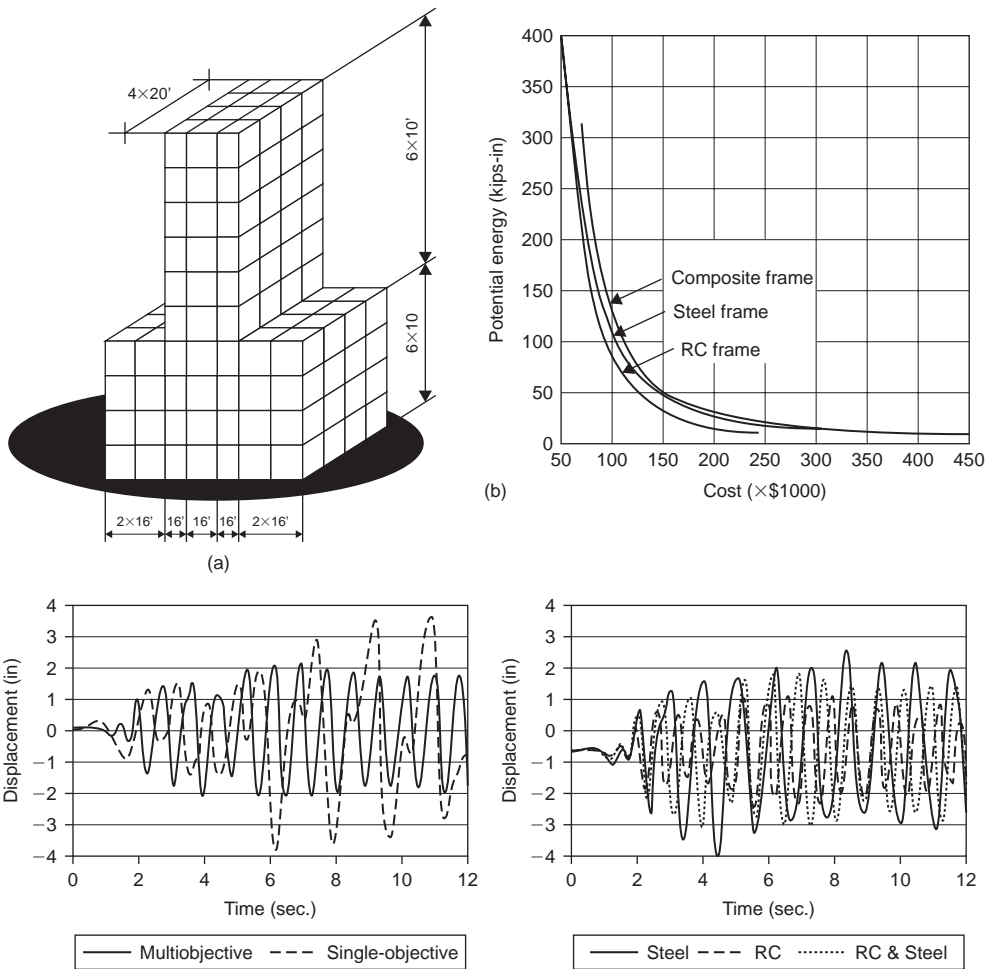 4×20'
6×10'
6×10
2×16' 16' 16' 16' 2×16'
(a)
Potential energy (kips-in)
400
350
300
250
200
150
100
50
0
Composite frame
Steel frame
RC frame
50 100 150 200 250 300 350 400 450
Cost (×$1000)
(b)
Displacement (in)
4
3
2
1
0
−1
−2
−3
−4
0 2 4 6 8 10 12
Time (sec.)
Multiobjective Single-objective
Displacement (in)
4
3
2
1
0
−1
−2
−3
−4
0 2 4 6 8 10 12
Time (sec.)
Steel RC RC & Steel